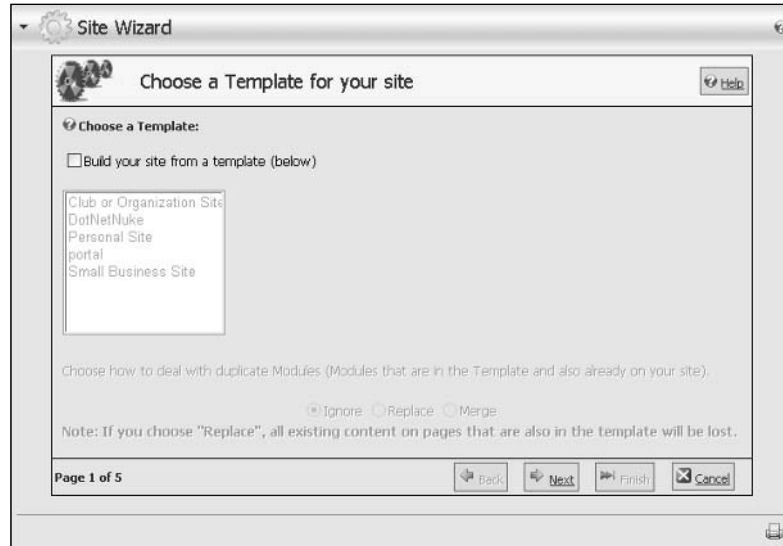 Site Wizard
Choose a Template for your site
Help
Choose a Template:
Build your site from a template (below)
Club or Organization Site
DotNetNuke
Personal Site
portal
Small Business Site
Choose how to deal with duplicate Modules (Modules that are in the Template and also already on your site).
Ignore Replace Merge
Note: If you choose "Replace", all existing content on pages that are also in the template will be lost.
Page 1 of 5 Back Next Finish Cancel